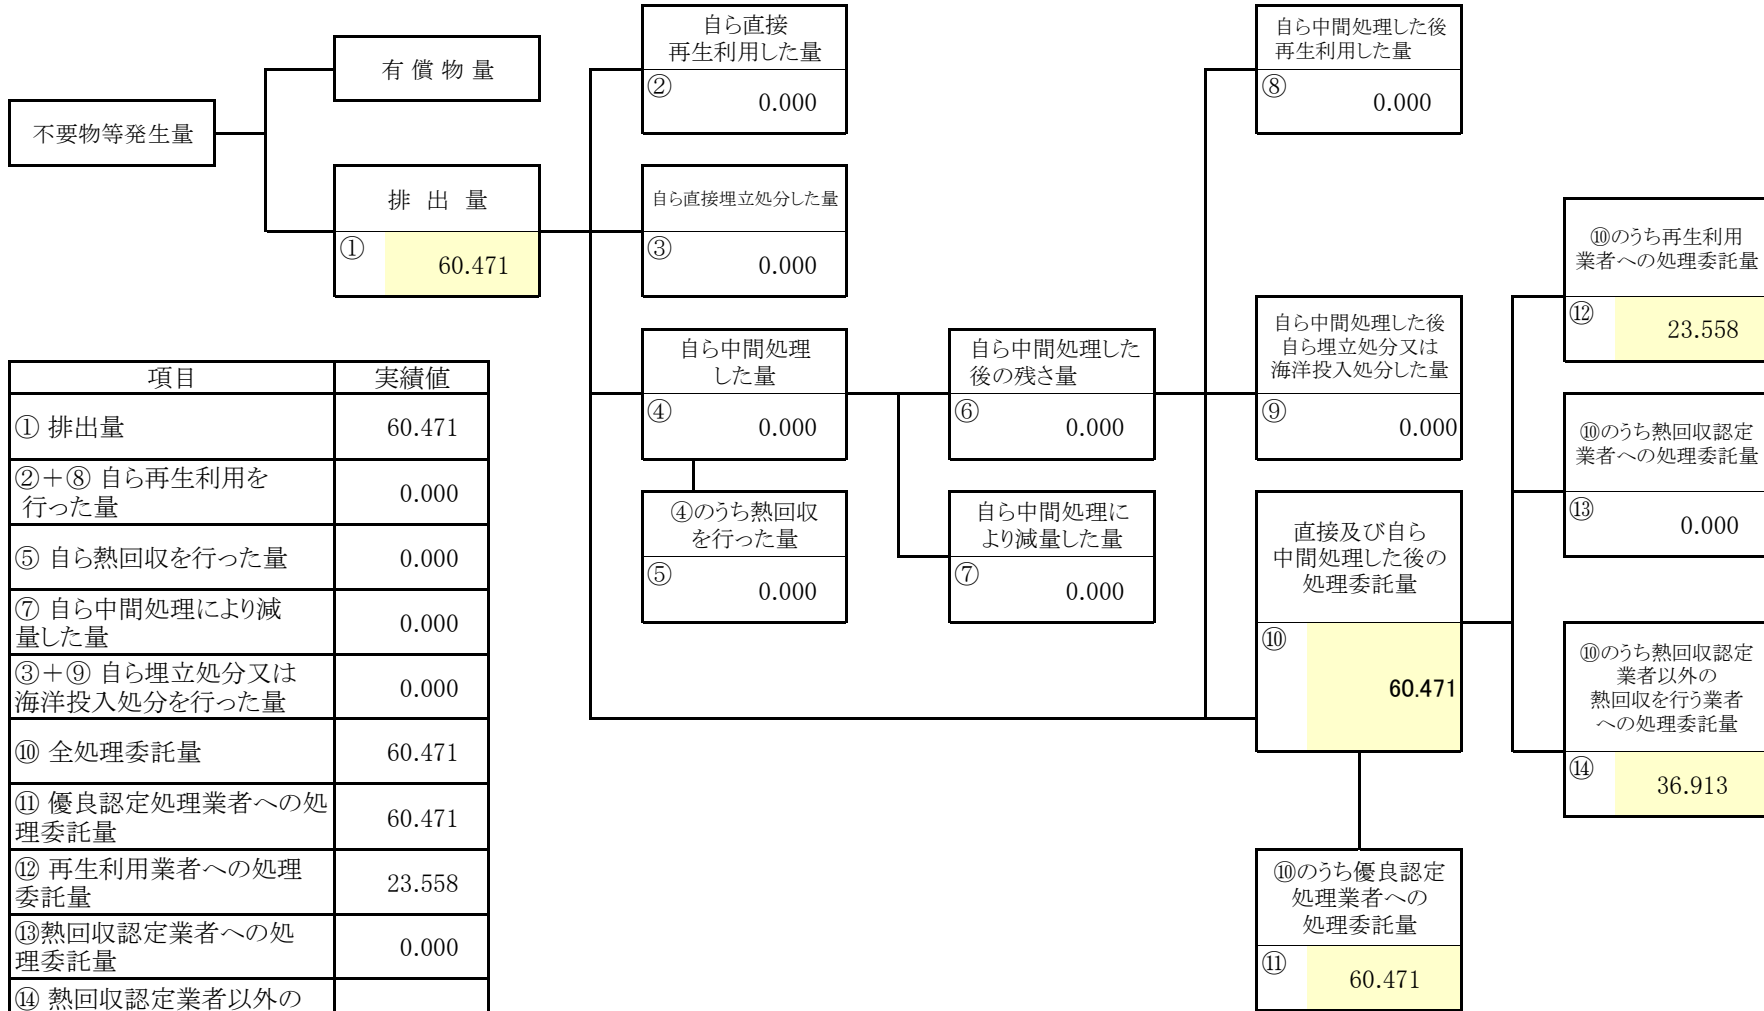 不要物等発生量
有 償 物 量
排 出 量
①
60.471
自ら直接
再生利用した量
②
0.000
自ら直接埋立処分した量
③
0.000
自ら中間処理
した量
④
0.000
④のうち熱回収
を行った量
⑤
0.000
自ら中間処理した
後の残さ量
⑥
0.000
自ら中間処理に
より減量した量
⑦
0.000
自ら中間処理した後
再生利用した量
⑧
0.000
自ら中間処理した後
自ら埋立処分又は
海洋投入処分した量
⑨
0.000
直接及び自ら
中間処理した後の
処理委託量
⑩
60.471
⑩のうち優良認定
処理業者への
処理委託量
⑪
60.471
⑩のうち再生利用
業者への処理委託量
⑫
23.558
⑩のうち熱回収認定
業者への処理委託量
⑬
0.000
⑩のうち熱回収認定
業者以外の
熱回収を行う業者
への処理委託量
⑭
36.913
項目 実績値
① 排出量 60.471
②＋⑧ 自ら再生利用を
行った量 0.000
⑤ 自ら熱回収を行った量 0.000
⑦ 自ら中間処理により減
量した量 0.000
③＋⑨ 自ら埋立処分又は
海洋投入処分を行った量 0.000
⑩ 全処理委託量 60.471
⑪ 優良認定処理業者への処
理委託量 60.471
⑫ 再生利用業者への処理
委託量 23.558
⑬熱回収認定業者への処
理委託量 0.000
⑭ 熱回収認定業者以外の